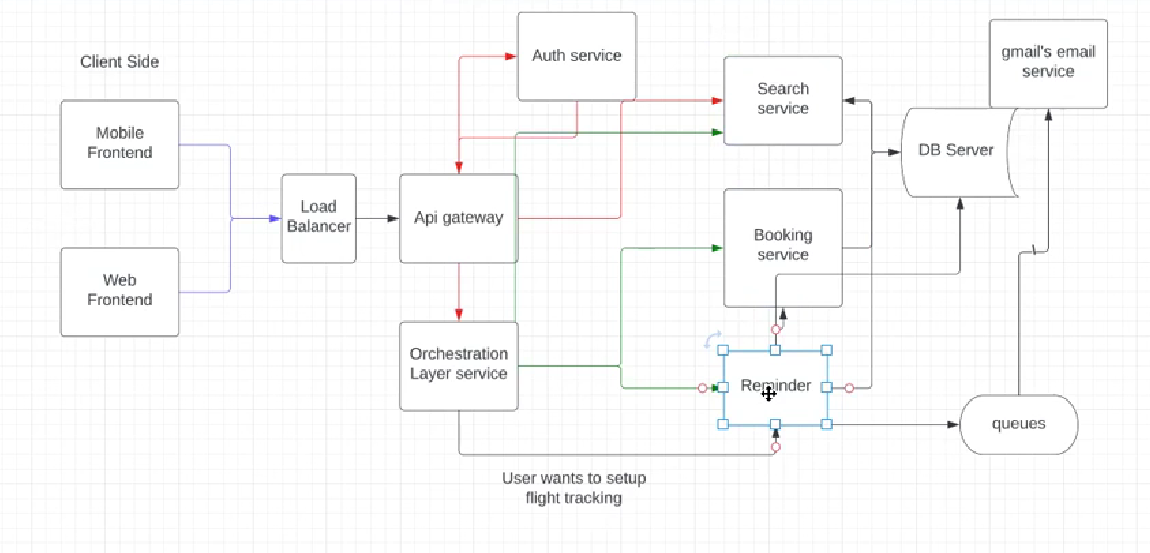 Client Side
Mobile
Frontend
Web
Frontend
Load
Balancer
Auth service
Api gateway
Orchestration
Layer service
Search
service
Booking
service
Reminder
DB Server
gmail's email
service
queues
User wants to setup
flight tracking